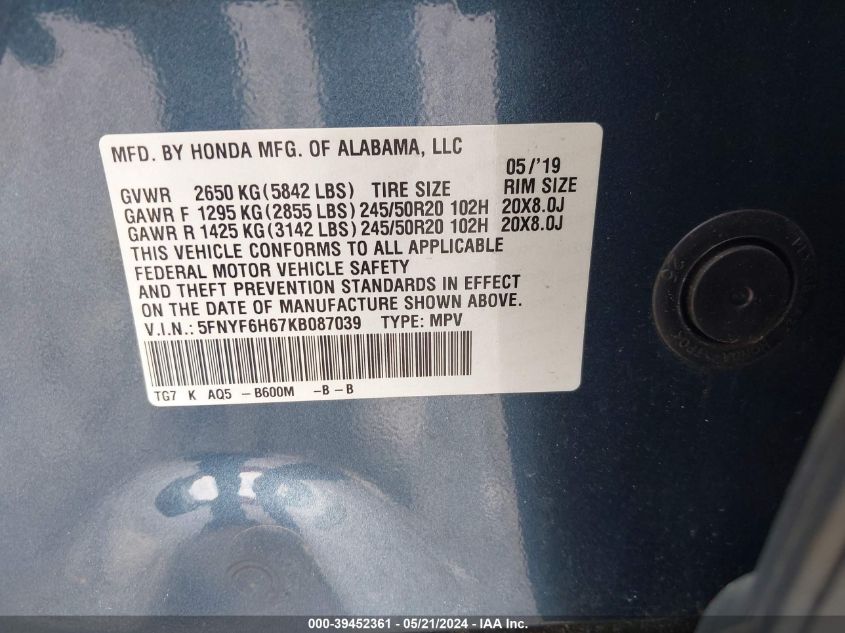 MFD. BY HONDA MFG. OF ALABAMA, LLC
05/'19
GVWR 2650 KG(5842 LBS) TIRE SIZE RIM SIZE
GAWR F 1295 KG(2855 LBS) 245/50R20 102H 20X8.0J
GAWR R 1425 KG(3142 LBS) 245/50R20 102H 20X8.0J
THIS VEHICLE CONFORMS TO ALL APPLICABLE
FEDERAL MOTOR VEHICLE SAFETY
AND THEFT PREVENTION STANDARDS IN EFFECT
ON THE DATE OF MANUFACTURE SHOWN ABOVE.
V.I.N.: 5FNYF6H67KB087039 TYPE: MPV
TG7 K AQ5 -B600M -B-B
000-39452361 - 05/21/2024 - IAA Inc.